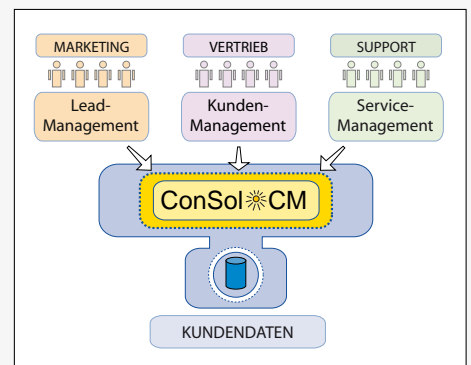 MARKETING
VERTRIEB
SUPPORT
Lead-
Management
Kunden-
Management
Service-
Management
ConSol CM
KUNDENDATEN